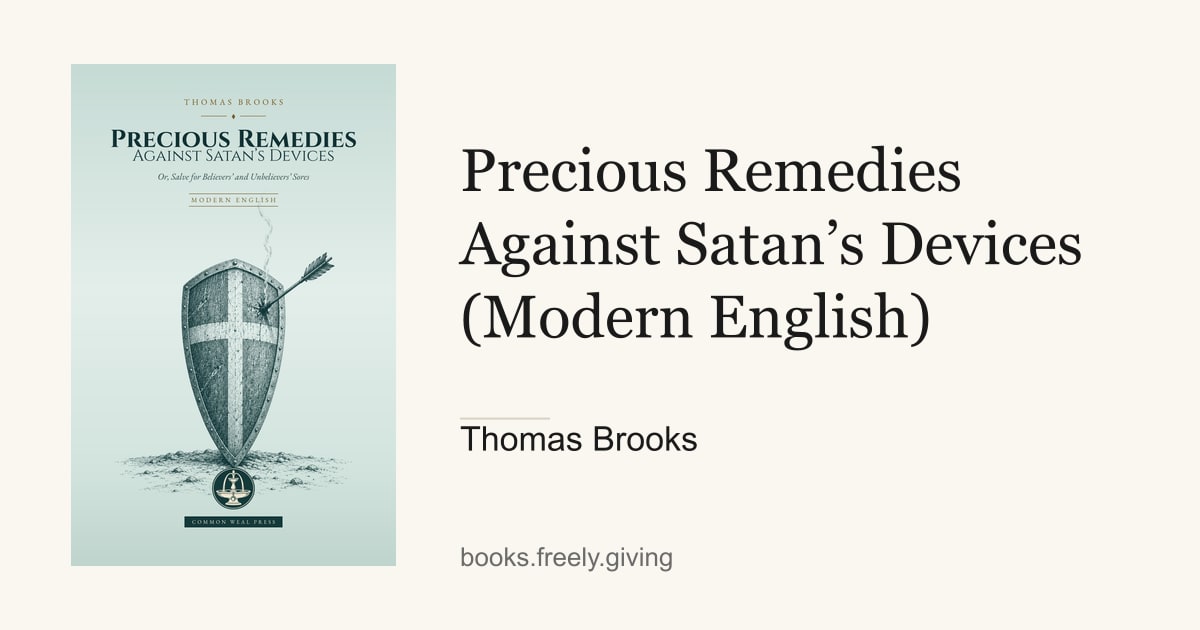 THOMAS BROOKS
PRECIOUS REMEDIES
AGAINST SATAN'S DEVICES
Or, Salve for Believers' and Unbelievers' Sores
MODERN ENGLISH
COMMON WEAL PRESS
Precious Remedies
Against Satan’s Devices
(Modern English)
Thomas Brooks
books.freely.giving